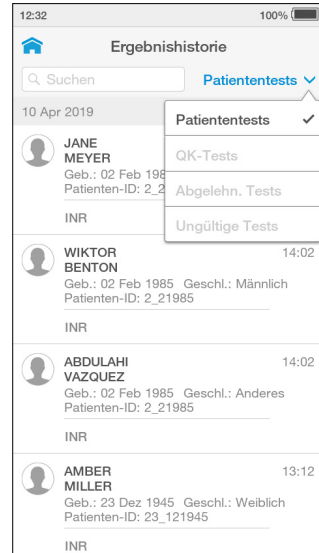 12:32 100%
Ergebnishistorie
Suchen Patiententests
10 Apr 2019
Patiententests
QK-Tests
Abgelehn. Tests
Ungültige Tests
JANE
MEYER
Geb.: 02 Feb 198
Patienten-ID: 2_2
INR
WIKTOR 14:02
BENTON
Geb.: 02 Feb 1985 Geschl.: Männlich
Patienten-ID: 2_21985
INR
ABDULAHI 14:02
VAZQUEZ
Geb.: 02 Feb 1985 Geschl.: Anderes
Patienten-ID: 2_21985
INR
AMBER 13:12
MILLER
Geb.: 23 Dez 1945 Geschl.: Weiblich
Patienten-ID: 23_121945
INR